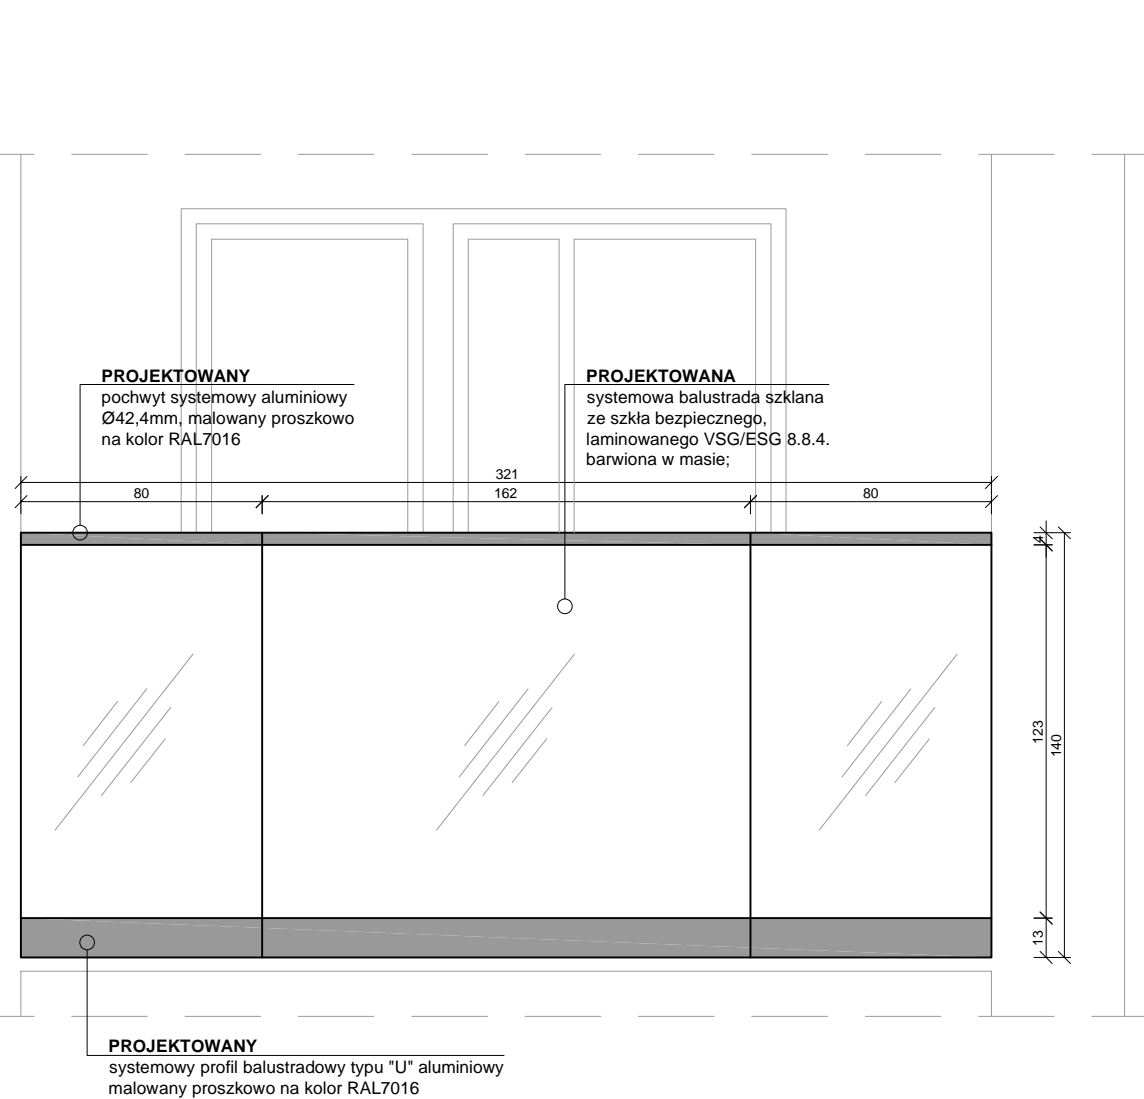 PROJEKTOWANY
pochwyt systemowy aluminiowy
Ø42,4mm, malowany proszkowo
na kolor RAL7016
PROJEKTOWANA
systemowa balustrada szklana
ze szkła bezpiecznego,
laminowanego VSG/ESG 8.8.4.
barwiona w masie;
321
80
162
80
4
123
140
13
PROJEKTOWANY
systemowy profil balustradowy typu "U" aluminiowy
malowany proszkowo na kolor RAL7016